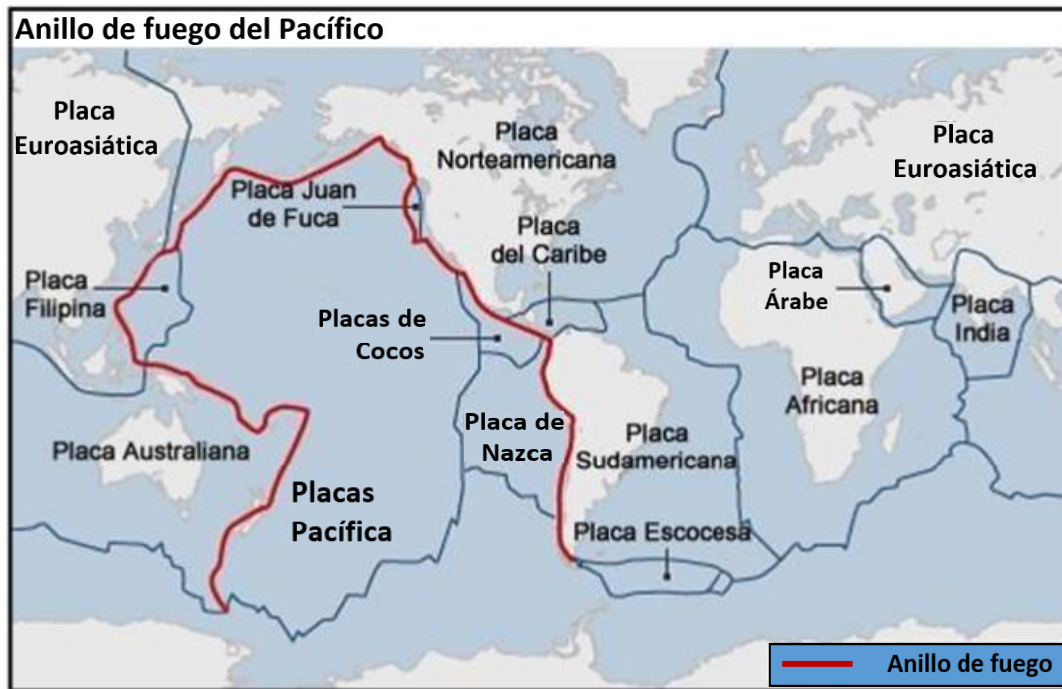 Anillo de fuego del Pacífico
Placa
Euroasiática
Placa
Norteamericana
Placa
Euroasiática
Placa Juan
de Fuca
Placa
del Caribe
Placa
Filipina
Placas de
Cocos
Placa
Árabe
Placa
India
Placa
Africana
Placa Australiana
Placa de
Nazca
Placa
Sudamericana
Placas
Pacífica
Placa Escocesa
Anillo de fuego